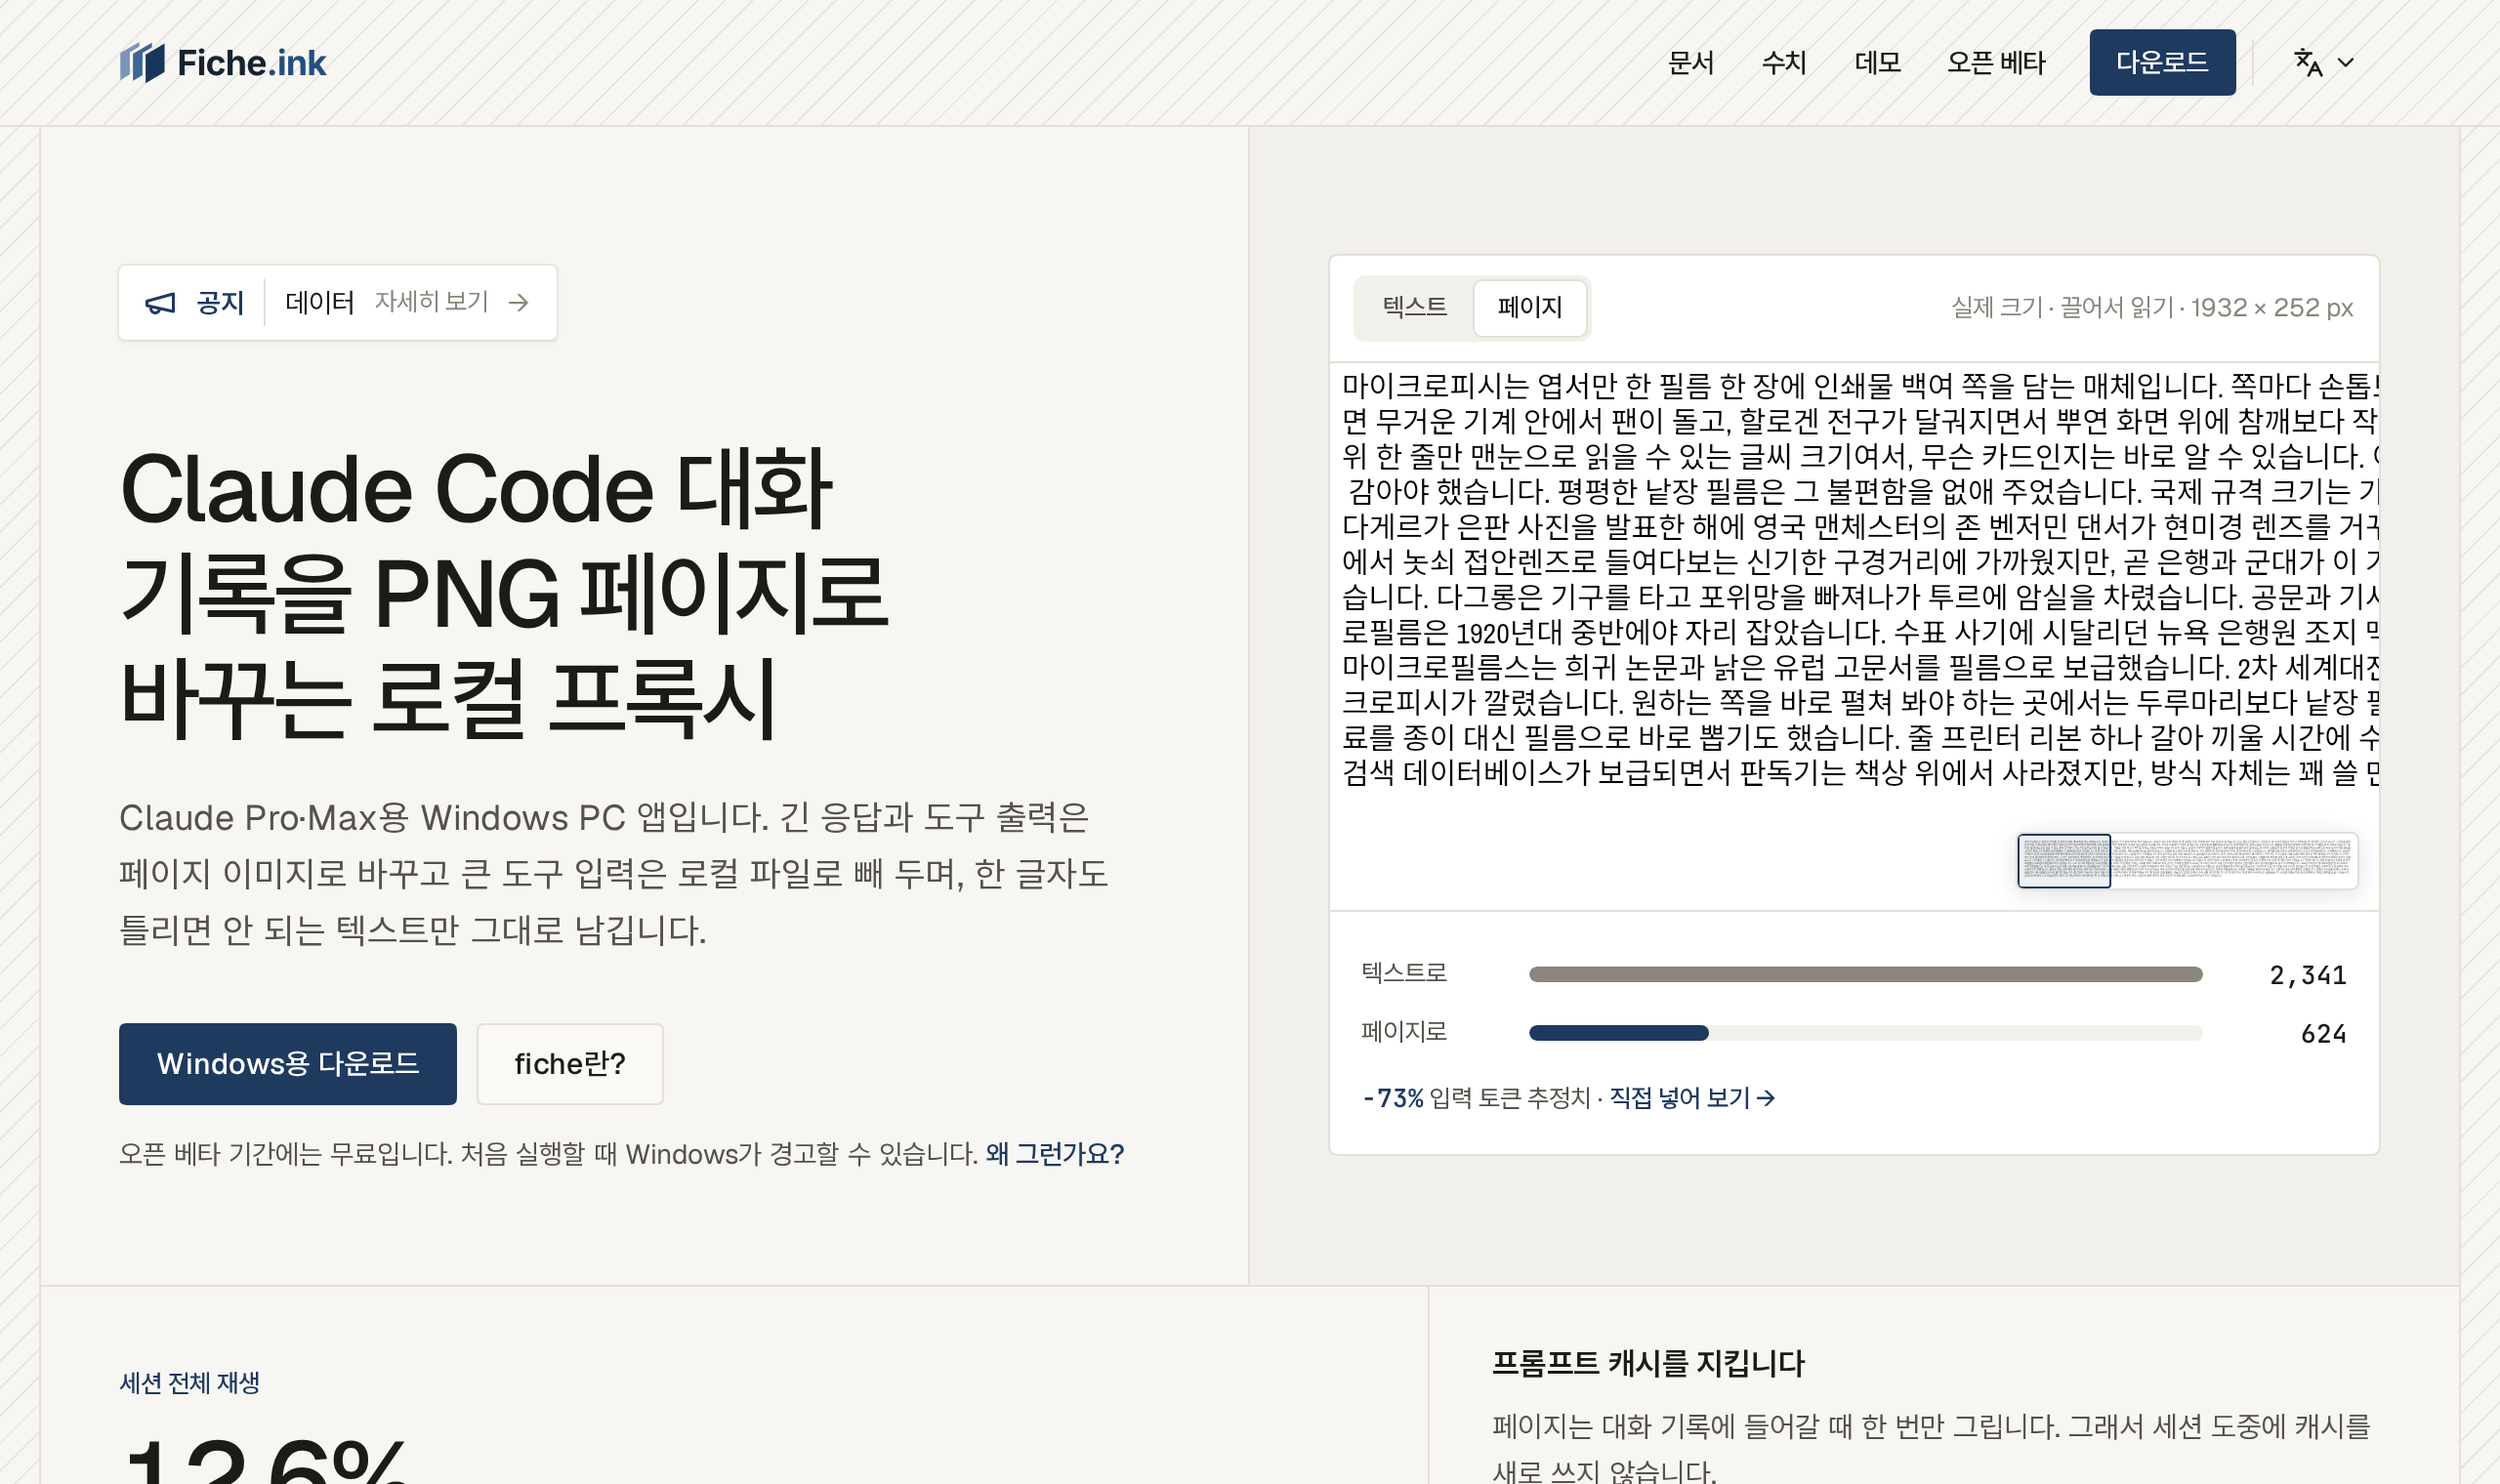 Fiche.ink
문서 수치 데모 오픈 베타 다운로드
공지 데이터 자세히 보기 →
Claude Code 대화
기록을 PNG 페이지로
바꾸는 로컬 프록시
Claude Pro·Max용 Windows PC 앱입니다. 긴 응답과 도구 출력은
페이지 이미지로 바꾸고 큰 도구 입력은 로컬 파일로 빼 두며, 한 글자도
틀리면 안 되는 텍스트만 그대로 남깁니다.
Windows용 다운로드 fiche란?
오픈 베타 기간에는 무료입니다. 처음 실행할 때 Windows가 경고할 수 있습니다. 왜 그런가요?
텍스트 페이지 실제 크기 · 끌어서 읽기 · 1932 × 252 px
마이크로피시는 엽서만 한 필름 한 장에 인쇄물 백여 쪽을 담는 매체입니다. 쪽마다 손톱
면 무거운 기계 안에서 팬이 돌고, 할로겐 전구가 달궈지면서 뿌연 화면 위에 참깨보다 작
위 한 줄만 맨눈으로 읽을 수 있는 글씨 크기여서, 무슨 카드인지는 바로 알 수 있습니다.
감아야 했습니다. 평평한 낱장 필름은 그 불편함을 없애 주었습니다. 국제 규격 크기는
다게르가 은판 사진을 발표한 해에 영국 맨체스터의 존 벤저민 댄서가 현미경 렌즈를 거꾸
에서 놋쇠 접안렌즈로 들여다보는 신기한 구경거리에 가까웠지만, 곧 은행과 군대가 이
습니다. 다그롱은 기구를 타고 포위망을 빠져나가 투르에 암실을 차렸습니다. 공문과 기사
로필름은 1920년대 중반에야 자리 잡았습니다. 수표 사기에 시달리던 뉴욕 은행원 조지
마이크로필름스는 희귀 논문과 낡은 유럽 고문서를 필름으로 보급했습니다. 2차 세계대전
크로피시가 깔렸습니다. 원하는 쪽을 바로 펼쳐 봐야 하는 곳에서는 두루마리보다 낱장
료를 종이 대신 필름으로 바로 뽑기도 했습니다. 줄 프린터 리본 하나 갈아 끼울 시간에
검색 데이터베이스가 보급되면서 판독기는 책상 위에서 사라졌지만, 방식 자체는 꽤 쓸
텍스트로 2,341
페이지로 624
-73% 입력 토큰 추정치 · 직접 넣어 보기 →
세션 전체 재생
12.6%
프롬프트 캐시를 지킵니다
페이지는 대화 기록에 들어갈 때 한 번만 그립니다. 그래서 세션 도중에 캐시를
새로 쓰지 않습니다.